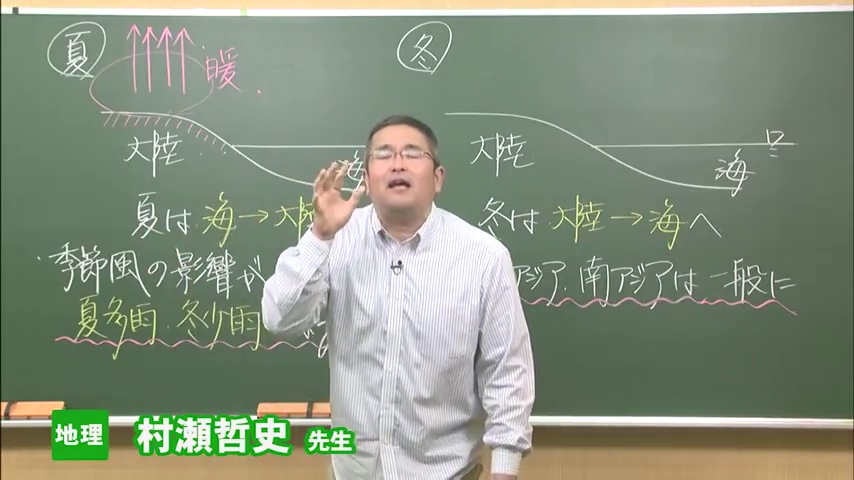 夏
冬
暖
大陸
海
大陸
海
夏は 海→大陸
冬は 大陸→海へ
季節風の影響が
アジア・南アジアは一般に
夏多雨・冬少雨
地理
村瀬哲史 先生